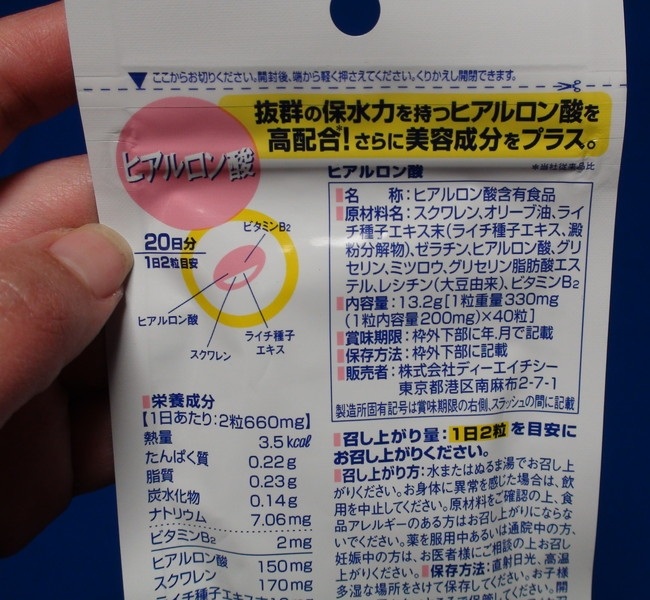 ここからお切りください。開封後、端から軽く押さえてください。くりかえし開閉できます。
抜群の保水力を持つヒアルロン酸を
高配合!さらに美容成分をプラス。
ヒアルロン酸
*当社従来品比
ヒアルロン酸
名 称:ヒアルロン酸含有食品
原材料名:スクワレン、オリーブ油、ライ
チ種子エキス末(ライチ種子エキス、澱
粉分解物)、ゼラチン、ヒアルロン酸、グリ
セリン、ミツロウ、グリセリン脂肪酸エス
テル、レシチン(大豆由来)、ビタミンB2
内容量:13.2g[1粒重量330mg
(1粒内容量200mg)×40粒]
賞味期限:枠外下部に年、月で記載
保存方法:枠外下部に記載
販売者:株式会社ディーエイチシー
東京都港区南麻布2-7-1
製造所固有記号は賞味期限の右側、スラッシュの間に記載
20日分
1日2粒目安
ビタミンB2
ヒアルロン酸
スクワレン
ライチ種子
エキス
栄養成分
【1日あたり:2粒660mg】
熱量 3.5kcal
たんぱく質 0.22g
脂質 0.23g
炭水化物 0.14g
ナトリウム 7.06mg
ビタミンB2 2mg
ヒアルロン酸 150mg
スクワレン 170mg
ライチ種子エキス末
召し上がり量:1日2粒を目安に
お召し上がりください。
召し上がり方:水またはぬるま湯でお召し上
がりください。お身体に異常を感じた場合は、飲
用を中止してください。原材料をご確認の上、食
品アレルギーのある方はお召し上がりにならな
いでください。薬を服用中あるいは通院中の方、
妊娠中の方は、お医者様にご相談の上お召し
上がりください。保存方法:直射日光、高温
多湿な場所をさけて保存してください。お子様